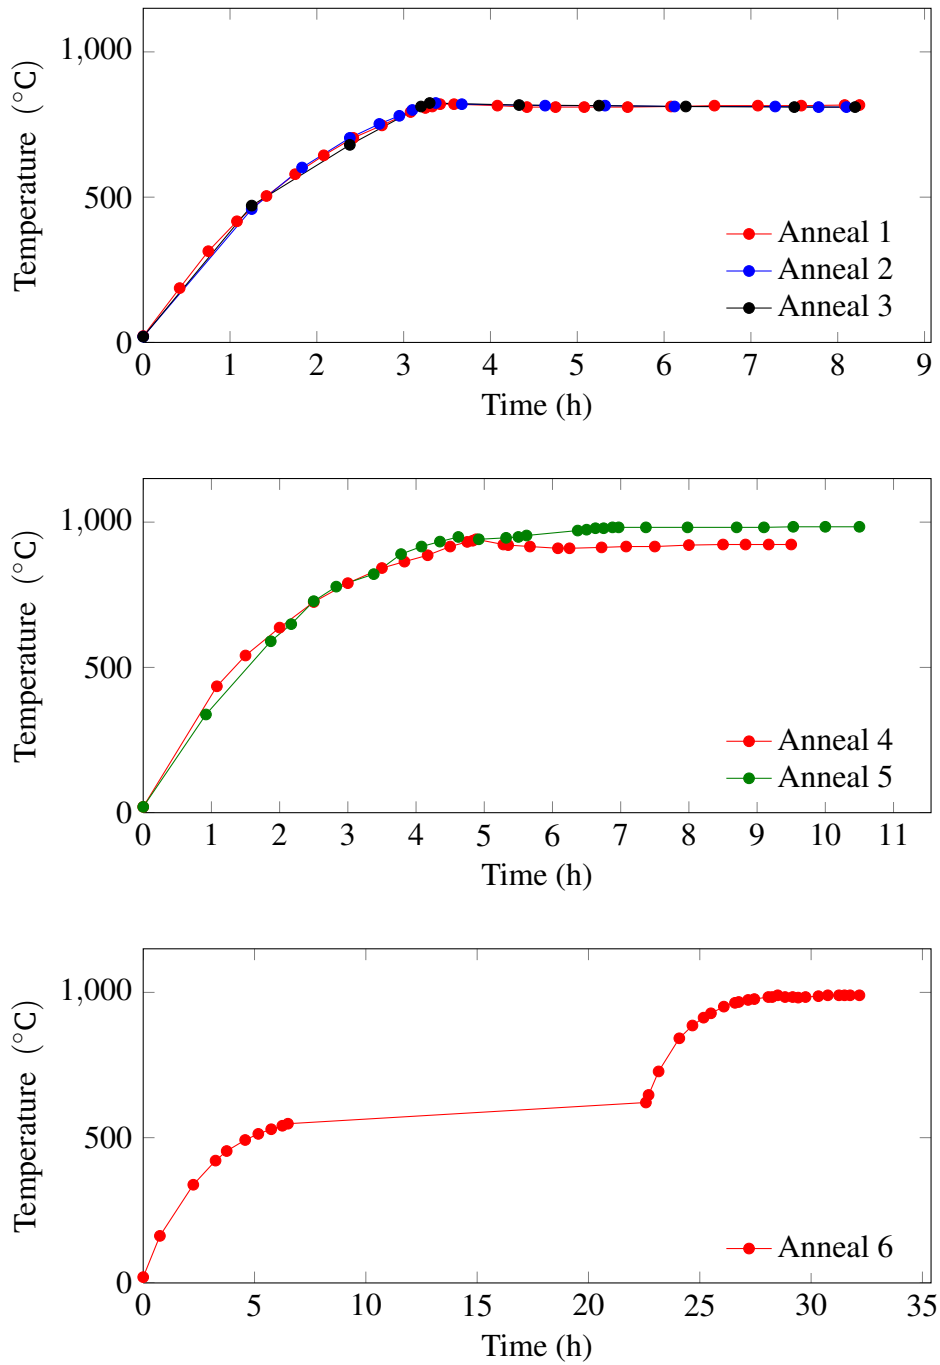 1,000
500
0
Temperature (°C)
0 1 2 3 4 5 6 7 8 9
Time (h)
Anneal 1
Anneal 2
Anneal 3
1,000
500
0
Temperature (°C)
0 1 2 3 4 5 6 7 8 9 10 11
Time (h)
Anneal 4
Anneal 5
1,000
500
0
Temperature (°C)
0 5 10 15 20 25 30 35
Time (h)
Anneal 6